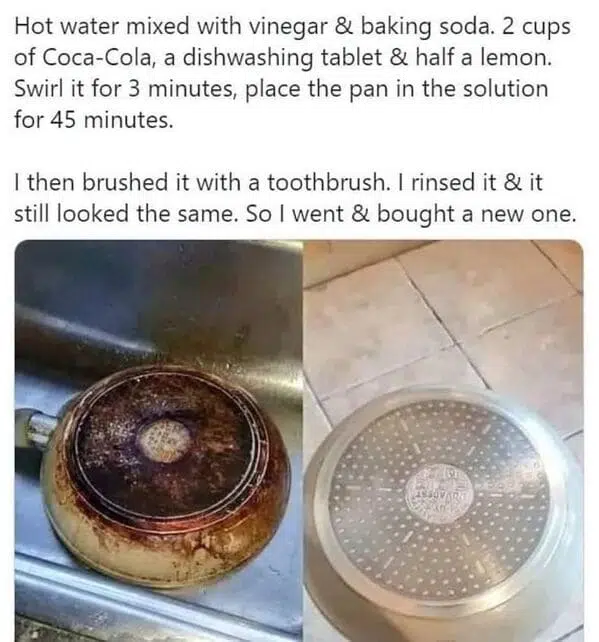 Hot water mixed with vinegar & baking soda. 2 cups
of Coca-Cola, a dishwashing tablet & half a lemon.
Swirl it for 3 minutes, place the pan in the solution
for 45 minutes.
I then brushed it with a toothbrush. I rinsed it & it
still looked the same. So I went & bought a new one.